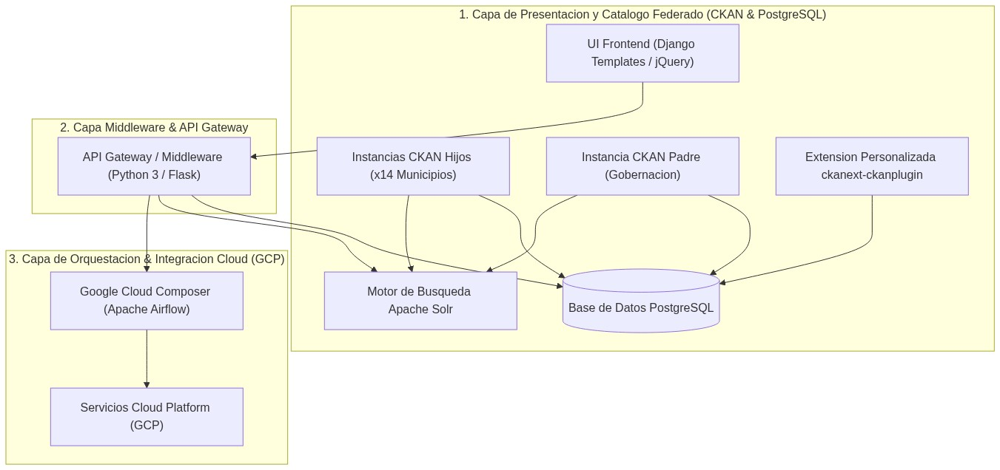 1. Capa de Presentacion y Catalogo Federado (CKAN & PostgreSQL)
UI Frontend (Django
Templates / jQuery)
2. Capa Middleware & API Gateway
API Gateway / Middleware
(Python 3 / Flask)
Instancias CKAN Hijos
(x14 Municipios)
Instancia CKAN Padre
(Gobernacion)
Extension Personalizada
ckanext-ckanplugin
3. Capa de Orquestacion & Integracion Cloud (GCP)
Google Cloud Composer
(Apache Airflow)
Motor de Busqueda
Apache Solr
Base de Datos PostgreSQL
Servicios Cloud Platform
(GCP)